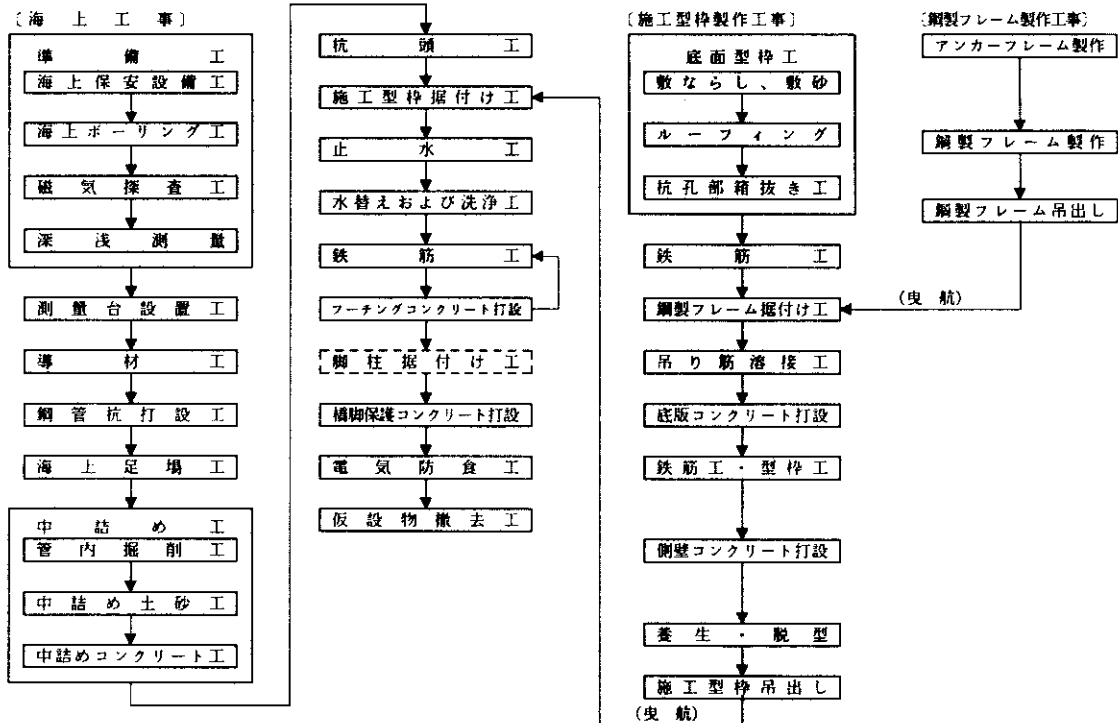 〔海上工事〕
準備工
海上保安設備工
海上ボーリング工
磁気探査工
深浅測量
測量台設置工
導材工
鋼管杭打設工
海上足場工
中詰め工
管内掘削工
中詰め土砂工
中詰めコンクリート工
杭頭工
施工型枠据付け工
止水工
水替えおよび洗浄工
鉄筋工
フーチングコンクリート打設
脚柱据付け工
橋脚保護コンクリート打設
電気防食工
仮設物撤去工
〔施工型枠製作工事〕
底面型枠工
敷ならし、敷砂
ルーフィング
杭孔部箱抜き工
鉄筋工
鋼製フレーム据付け工
吊り筋溶接工
底版コンクリート打設
鉄筋工・型枠工
側壁コンクリート打設
養生・脱型
施工型枠吊出し
(曳航)
〔鋼製フレーム製作工事〕
アンカーフレーム製作
鋼製フレーム製作
鋼製フレーム吊出し
(曳航)